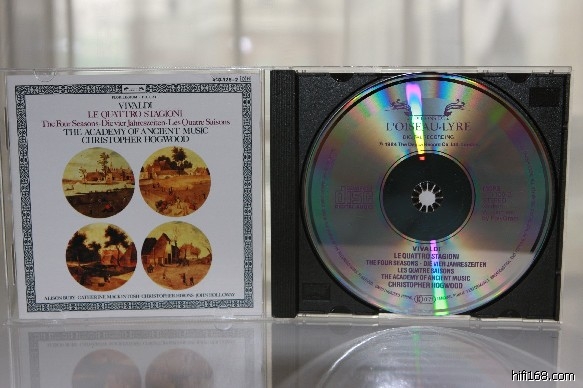 VIVALDI
LE QUATTRO STAGIONI
The Four Seasons · Die vier Jahreszeiten · Les Quatre Saisons
THE ACADEMY OF ANCIENT MUSIC
CHRISTOPHER HOGWOOD
ALISON BURY · CATHERINE MACKINTOSH · CHRISTOPHER HIRONS · JOHN HOLLOWAY
L'OISEAU-LYRE
DIGITAL RECORDING
VIVALDI
LE QUATTRO STAGIONI
THE FOUR SEASONS · DIE VIER JAHRESZEITEN
LES QUATRE SAISONS
THE ACADEMY OF ANCIENT MUSIC
CHRISTOPHER HOGWOOD
hifi168.com